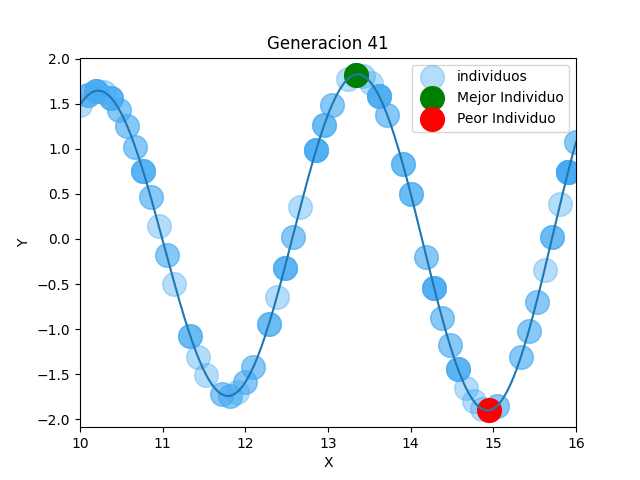 Generacion 41
2.0
1.5
1.0
0.5
0.0
−0.5
−1.0
−1.5
−2.0
Y
individuos
Mejor Individuo
Peor Individuo
10 11 12 13 14 15 16
X